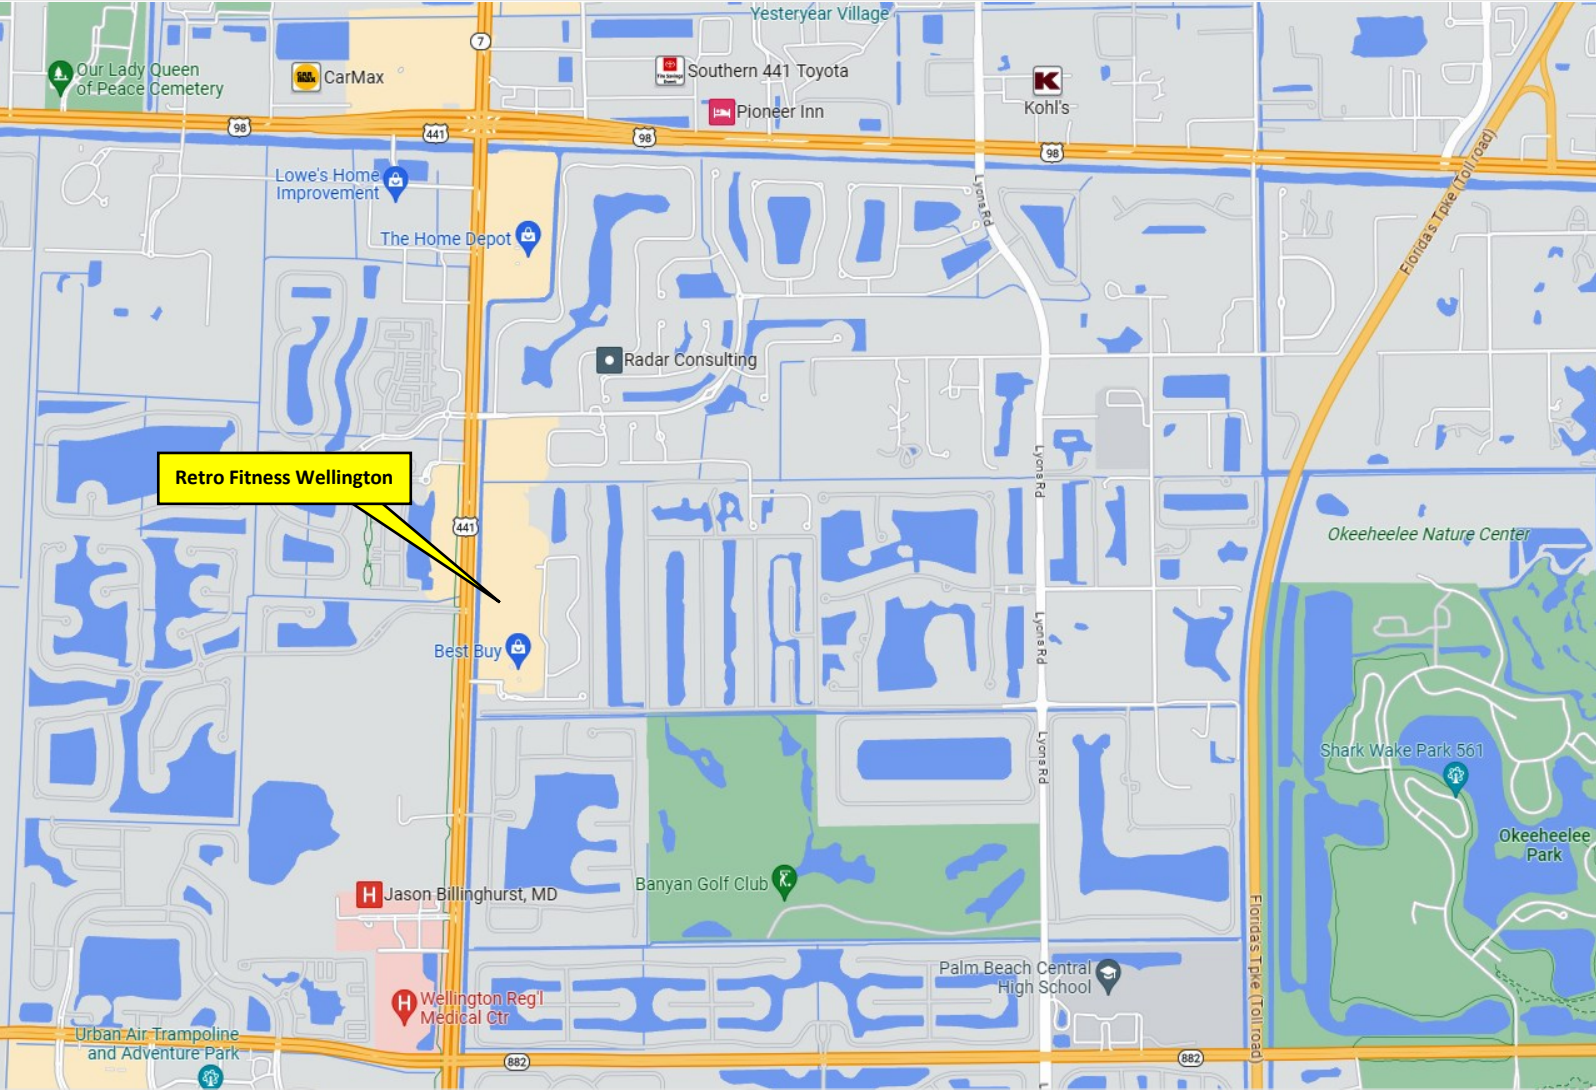 Yesteryear Village
7
Our Lady Queen
of Peace Cemetery
CAR
MAX
CarMax
Southern 441 Toyota
Pioneer Inn
K
Kohl's
98
441
98
98
Lowe's Home
Improvement
The Home Depot
Lyons Rd
Florida's Tpke (Toll road)
Radar Consulting
Retro Fitness Wellington
Lyons Rd
441
Okeeheelee Nature Center
Lyons Rd
Best Buy
Lyons Rd
Shark Wake Park 561
Okeeheelee
Park
H
Jason Billinghurst, MD
Banyan Golf Club
Florida's Tpke (Toll road)
Palm Beach Central
High School
H
Wellington Reg'l
Medical Ctr
Urban Air Trampoline
and Adventure Park
882
882